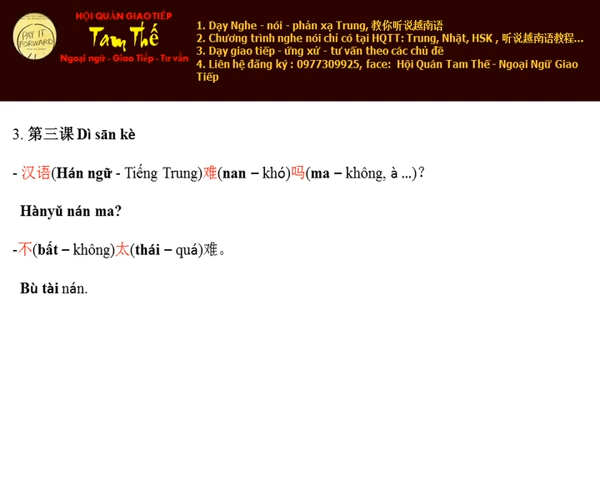 PAY IT
FORWARD
HỘI QUÁN GIAO TIẾP
Tam Thế
Ngoại ngữ - Giao Tiếp - Tư vấn
1. Dạy Nghe - nói - phản xạ Trung, 教你听说越南语
2. Chương trình nghe nói chỉ có tại HQTT: Trung, Nhật, HSK , 听说越南语教程...
3. Dạy giao tiếp - ứng xử - tư vấn theo các chủ đề
4. Liên hệ đăng ký : 0977309925, face: Hội Quán Tam Thế - Ngoại Ngữ Giao
Tiếp
3. 第三课 Dì sān kè
- 汉语(Hán ngữ - Tiếng Trung)难(nan – khó)吗(ma – không, à ...)?
Hànyǔ nán ma?
-不(bất – không)太(thái – quá)难。
Bù tài nán.